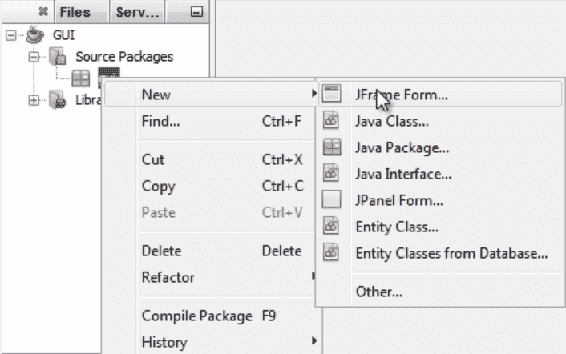 Files
Serv...
GUI
Source Packages
Libra
New
Find... Ctrl+F
Cut Ctrl+X
Copy Ctrl+C
Paste Ctrl+V
Delete Delete
Refactor
Compile Package F9
History
JFrame Form...
Java Class...
Java Package...
Java Interface...
JPanel Form...
Entity Class...
Entity Classes from Database...
Other...